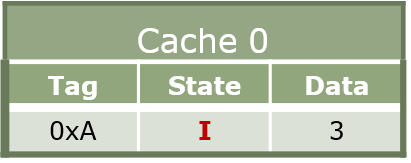 Cache 0
Tag State Data
0xA I 3